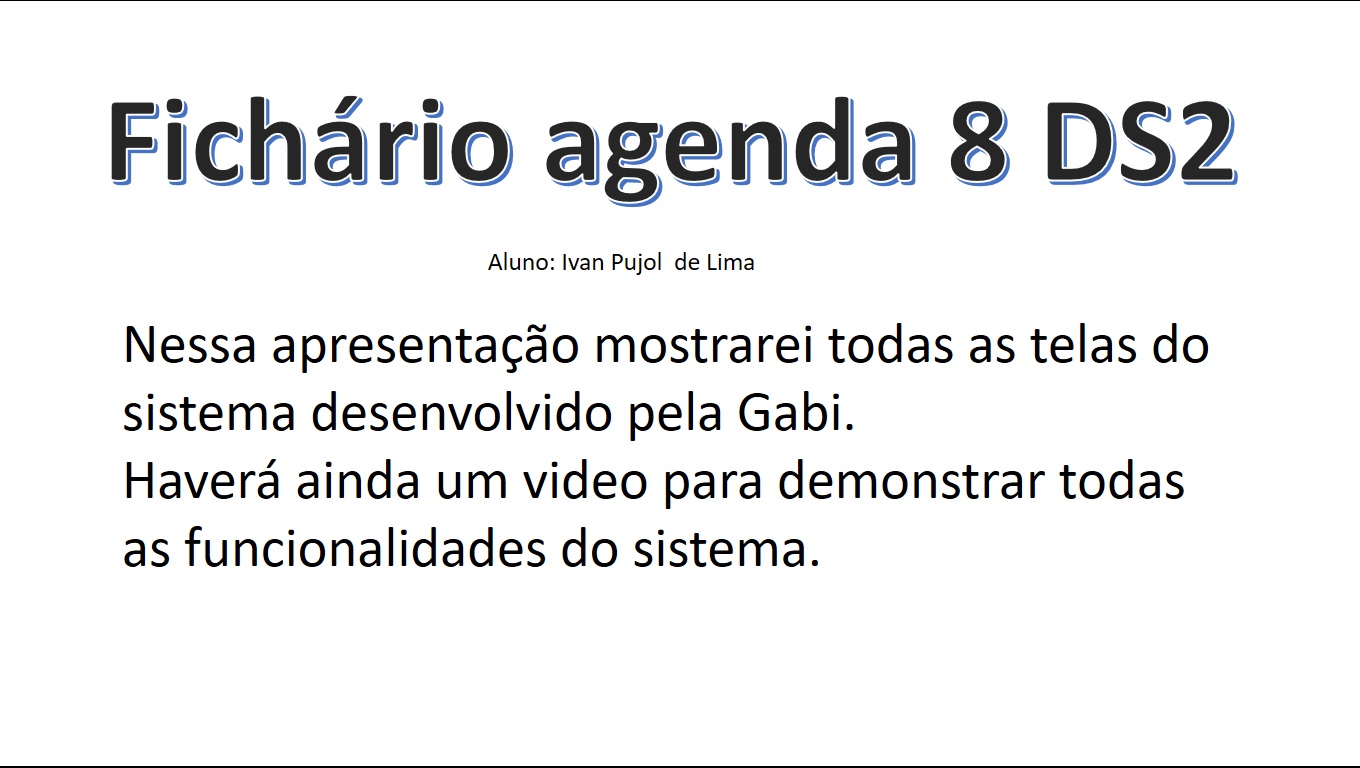 Fichário agenda 8 DS2
Aluno: Ivan Pujol  de Lima
Nessa apresentação mostrarei todas as telas do
sistema desenvolvido pela Gabi.
Haverá ainda um video para demonstrar todas
as funcionalidades do sistema.